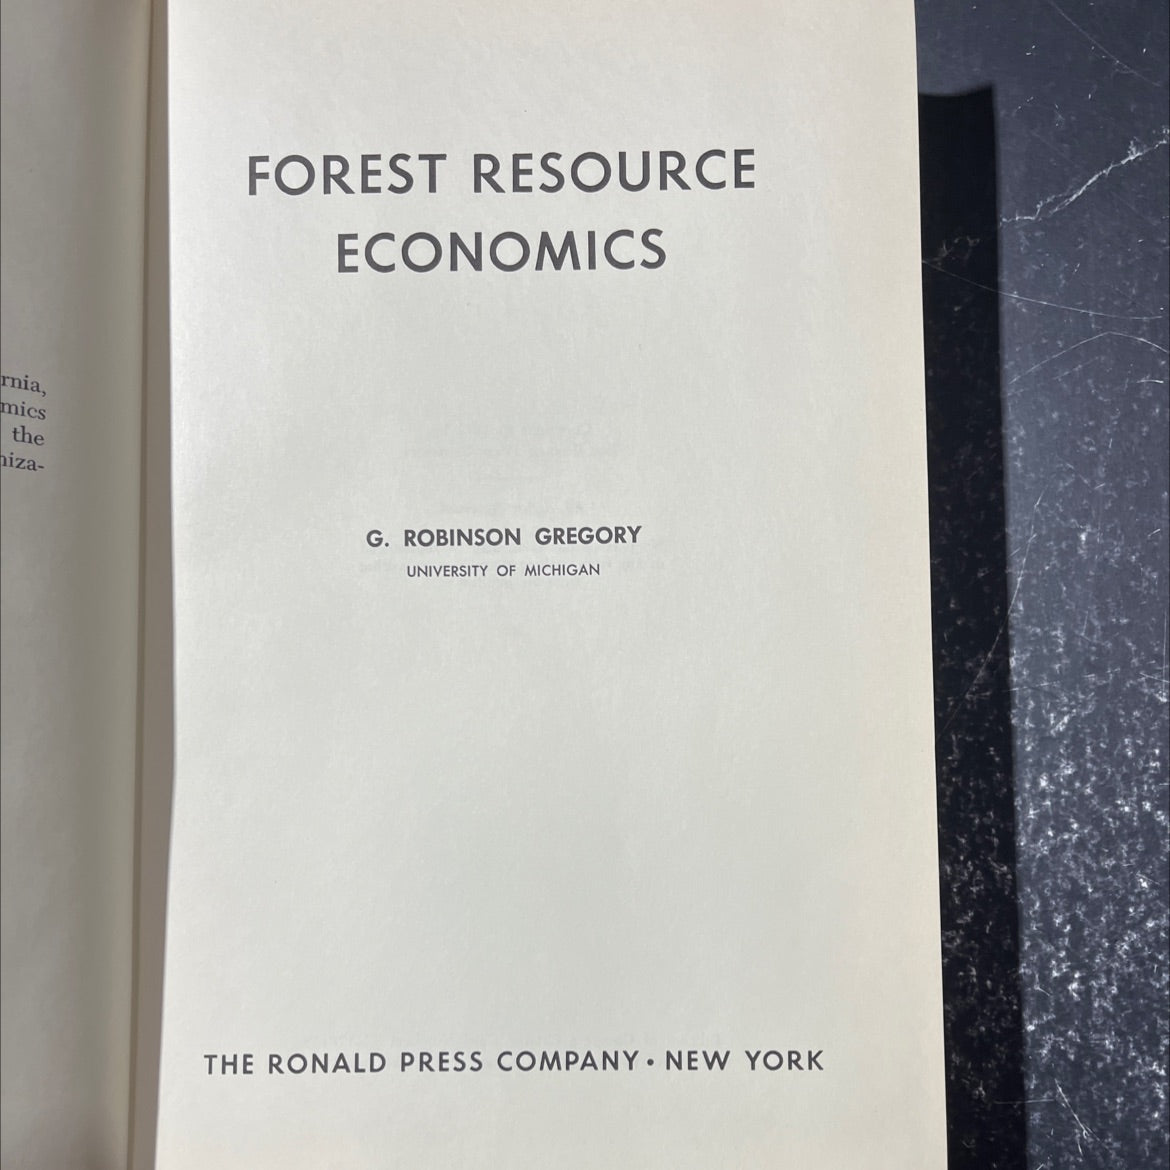 rnia,
mics
the
niza-
FOREST RESOURCE
ECONOMICS
G. ROBINSON GREGORY
UNIVERSITY OF MICHIGAN
THE RONALD PRESS COMPANY • NEW YORK